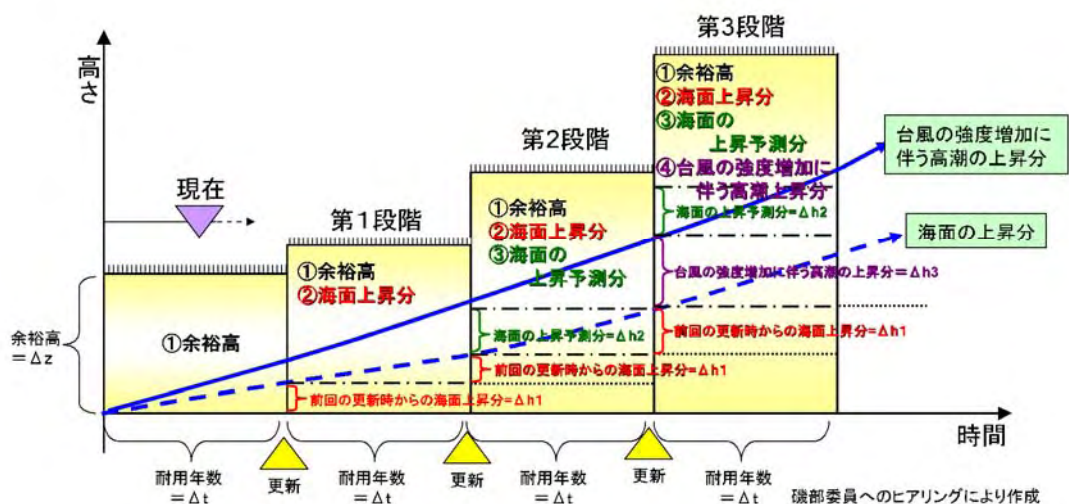 高さ
現在
余裕高
＝Δz
①余裕高
第1段階
①余裕高
②海面上昇分
前回の更新時からの海面上昇分＝Δh1
第2段階
①余裕高
②海面上昇分
③海面の
上昇予測分
海面の上昇予測分＝Δh2
前回の更新時からの海面上昇分＝Δh1
第3段階
①余裕高
②海面上昇分
③海面の
上昇予測分
④台風の強度増加に
伴う高潮上昇分
海面の上昇予測分＝Δh2
台風の強度増加に伴う高潮の上昇分＝Δh3
前回の更新時からの海面上昇分＝Δh1
台風の強度増加に
伴う高潮の上昇分
海面の上昇分
時間
耐用年数
＝Δt
更新
耐用年数
＝Δt
更新
耐用年数
＝Δt
更新
耐用年数
＝Δt
磯部委員へのヒアリングにより作成